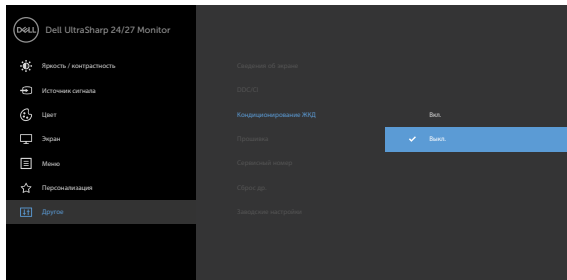 DELL Dell UltraSharp 24/27 Monitor
Яркость / контрастность Сведения об экране
Источник сигнала DDC/CI
Цвет Кондиционирование ЖКД Вкл.
Экран Прошивка Выкл.
Меню Сервисный номер
Персонализация Сброс др.
Другое Заводские настройки